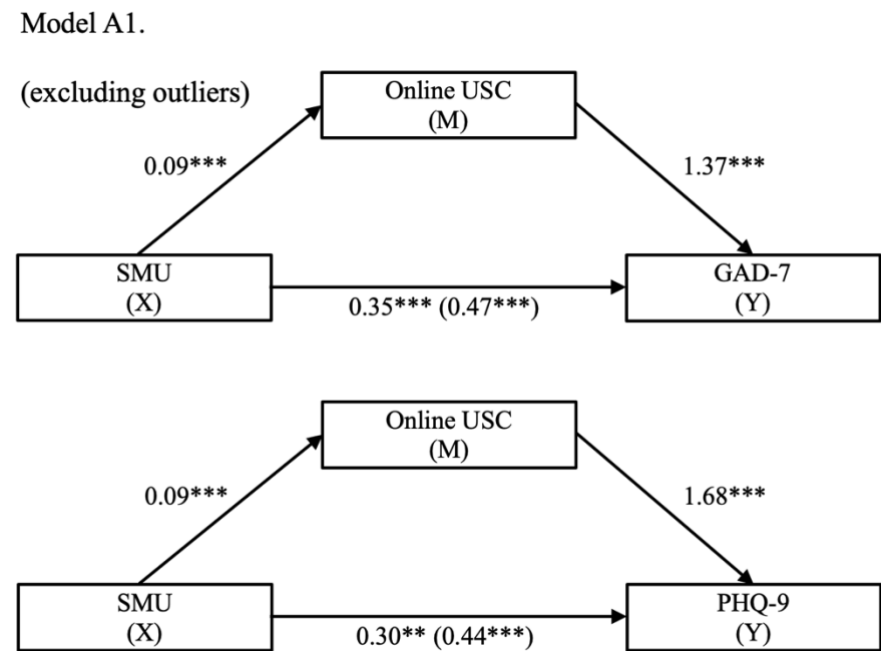 Model A1.
(excluding outliers)
Online USC
(M)
0.09***
1.37***
SMU
(X)
GAD-7
(Y)
0.35*** (0.47***)
Online USC
(M)
0.09***
1.68***
SMU
(X)
PHQ-9
(Y)
0.30** (0.44***)